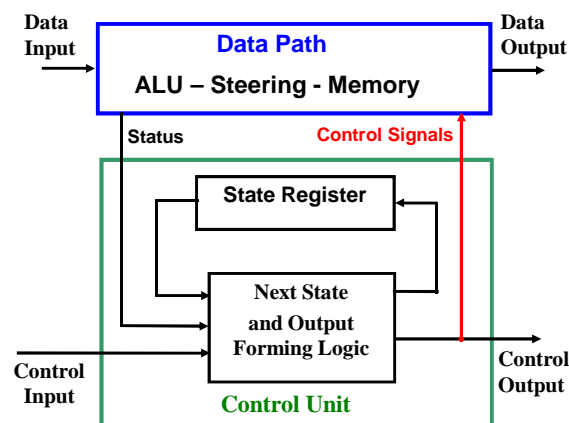 Data
Input
Data Path
Data
Output
ALU – Steering - Memory
Status
Control Signals
State Register
Next State
and Output
Forming Logic
Control
Input
Control
Output
Control Unit